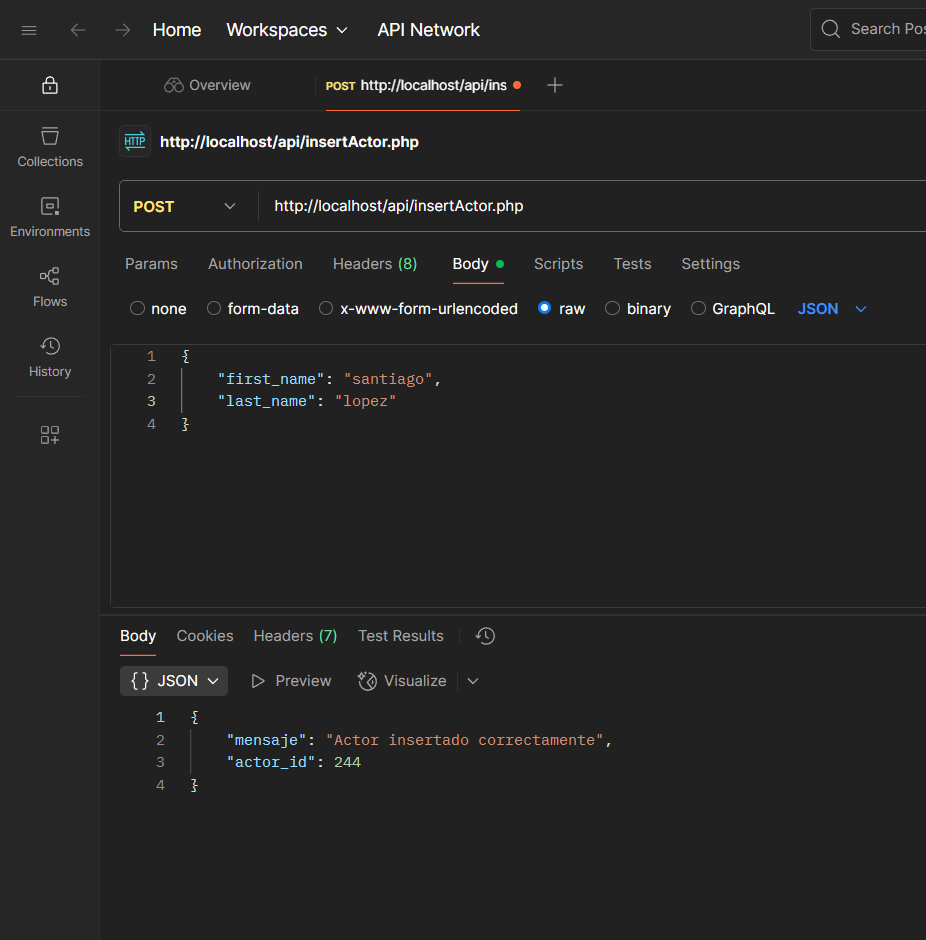 Home Workspaces API Network Search Pos
Overview POST http://localhost/api/ins
HTTP http://localhost/api/insertActor.php
Collections
Environments
Flows
History
POST http://localhost/api/insertActor.php
Params Authorization Headers (8) Body Scripts Tests Settings
none form-data x-www-form-urlencoded raw binary GraphQL JSON
1 {
2 "first_name": "santiago",
3 "last_name": "lopez"
4 }
Body Cookies Headers (7) Test Results
{} JSON Preview Visualize
1 {
2 "mensaje": "Actor insertado correctamente",
3 "actor_id": 244
4 }